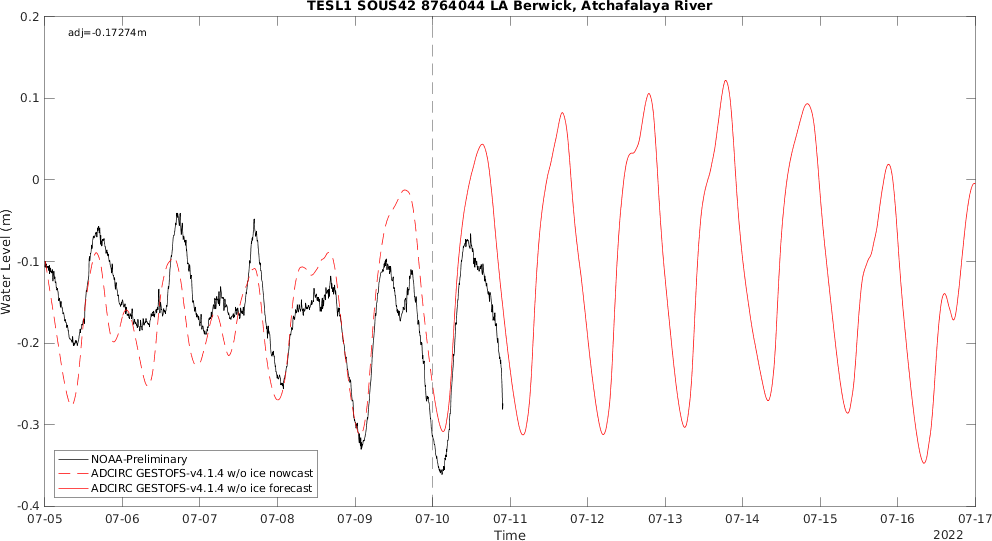 TESL1 SOUS42 8764044 LA Berwick, Atchafalaya River
adj=-0.17274m
0.2
0.1
0
-0.1
-0.2
-0.3
-0.4
Water Level (m)
NOAA-Preliminary
ADCIRC GESTOFS-v4.1.4 w/o ice nowcast
ADCIRC GESTOFS-v4.1.4 w/o ice forecast
07-05 07-06 07-07 07-08 07-09 07-10 07-11 07-12 07-13 07-14 07-15 07-16 07-17
Time
2022